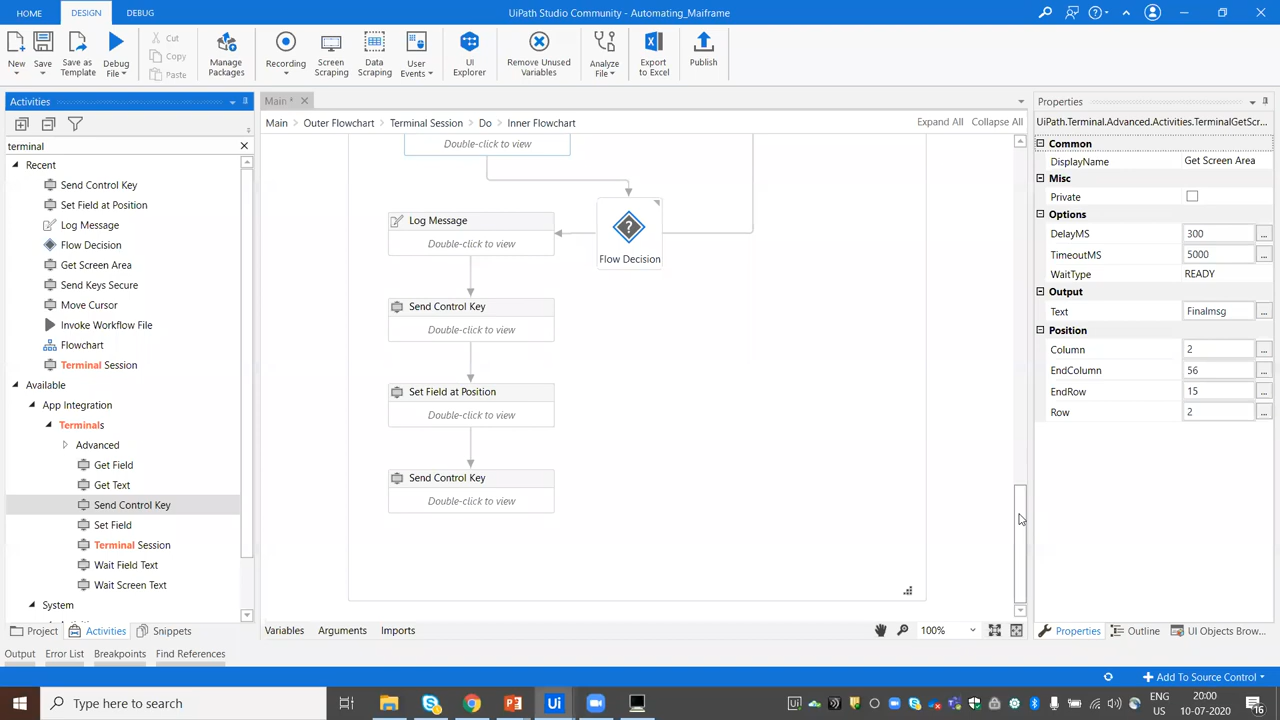 HOME DESIGN DEBUG UiPath Studio Community - Automating_Maiframe
New Save Save as Template Debug File Cut Copy Paste Manage Packages Recording Screen Scraping Data Scraping User Events UI Explorer Remove Unused Variables Analyze File Export to Excel Publish
Activities
terminal
Recent
Send Control Key
Set Field at Position
Log Message
Flow Decision
Get Screen Area
Send Keys Secure
Move Cursor
Invoke Workflow File
Flowchart
Terminal Session
Available
App Integration
Terminals
Advanced
Get Field
Get Text
Send Control Key
Set Field
Terminal Session
Wait Field Text
Wait Screen Text
System
Project Activities Snippets
Main *
Main > Outer Flowchart > Terminal Session > Do > Inner Flowchart Expand All Collapse All
Double-click to view
Log Message
Double-click to view
?
Flow Decision
Send Control Key
Double-click to view
Set Field at Position
Double-click to view
Send Control Key
Double-click to view
Variables Arguments Imports 100%
Properties
UiPath.Terminal.Advanced.Activities.TerminalGetScr...
Common
DisplayName Get Screen Area
Misc
Private
Options
DelayMS 300 ...
TimeoutMS 5000 ...
WaitType READY
Output
Text Finalmsg ...
Position
Column 2 ...
EndColumn 56 ...
EndRow 15 ...
Row 2 ...
Properties Outline UI Objects Brow...
Output Error List Breakpoints Find References
Add To Source Control
Type here to search
ENG
US
20:00
10-07-2020
16